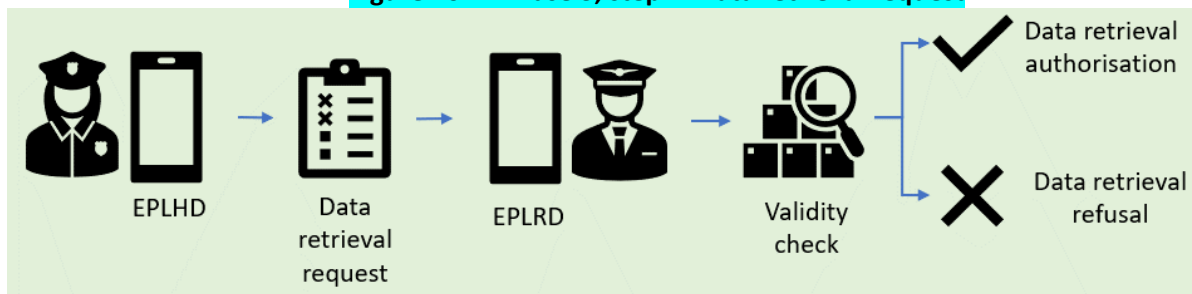 EPLHD
Data
retrieval
request
EPLRD
Validity
check
Data retrieval
authorisation
Data retrieval
refusal